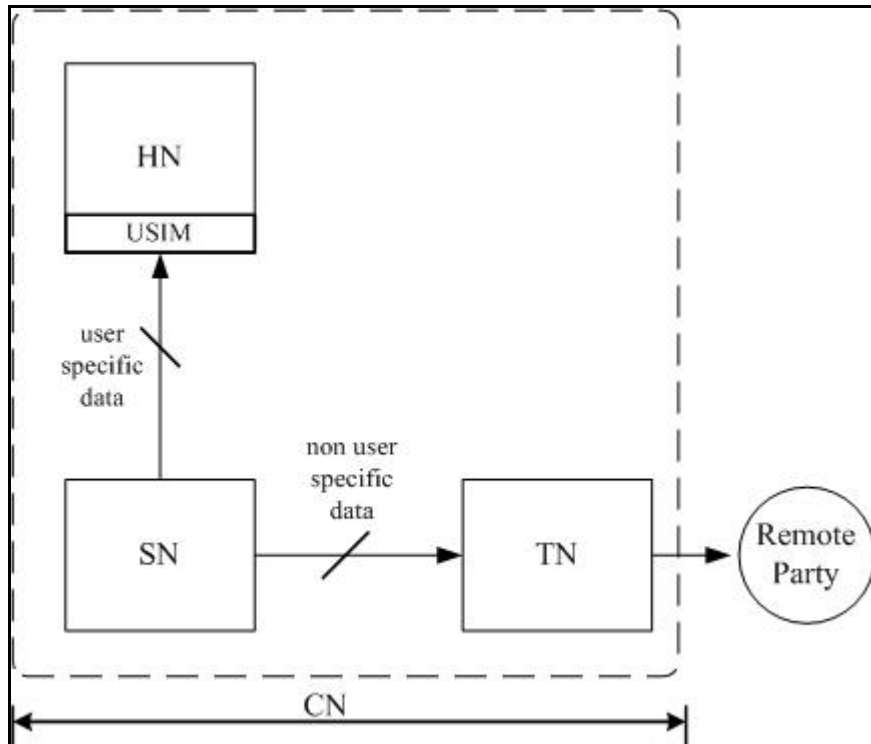 HN
USIM
user
specific
data
non user
specific
data
SN
TN
Remote
Party
CN